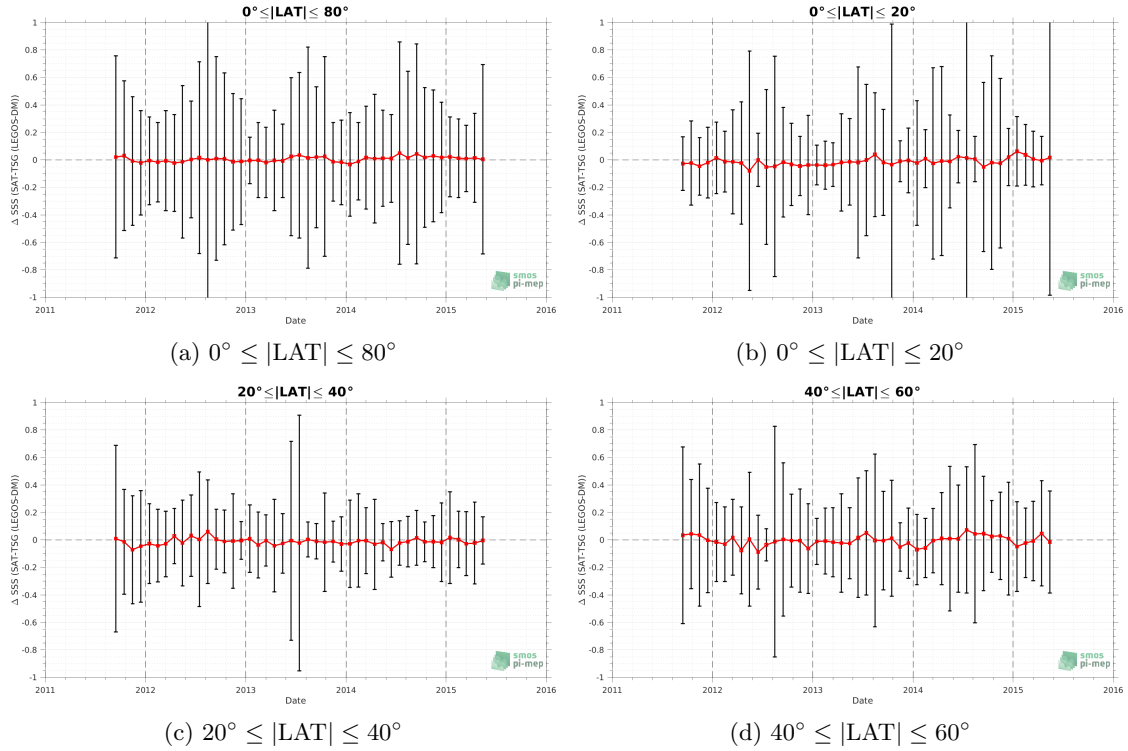 0°≤|LAT|≤ 80°
Δ SSS (SAT-TSG (LEGOS-DM))
1
0.8
0.6
0.4
0.2
0
-0.2
-0.4
-0.6
-0.8
-1
2011 2012 2013 2014 2015 2016
Date
smos
pi-mep
(a) 0° ≤ |LAT| ≤ 80°
0°≤|LAT|≤ 20°
Δ SSS (SAT-TSG (LEGOS-DM))
1
0.8
0.6
0.4
0.2
0
-0.2
-0.4
-0.6
-0.8
-1
2011 2012 2013 2014 2015 2016
Date
smos
pi-mep
(b) 0° ≤ |LAT| ≤ 20°
20°≤|LAT|≤ 40°
Δ SSS (SAT-TSG (LEGOS-DM))
1
0.8
0.6
0.4
0.2
0
-0.2
-0.4
-0.6
-0.8
-1
2011 2012 2013 2014 2015 2016
Date
smos
pi-mep
(c) 20° ≤ |LAT| ≤ 40°
40°≤|LAT|≤ 60°
Δ SSS (SAT-TSG (LEGOS-DM))
1
0.8
0.6
0.4
0.2
0
-0.2
-0.4
-0.6
-0.8
-1
2011 2012 2013 2014 2015 2016
Date
smos
pi-mep
(d) 40° ≤ |LAT| ≤ 60°